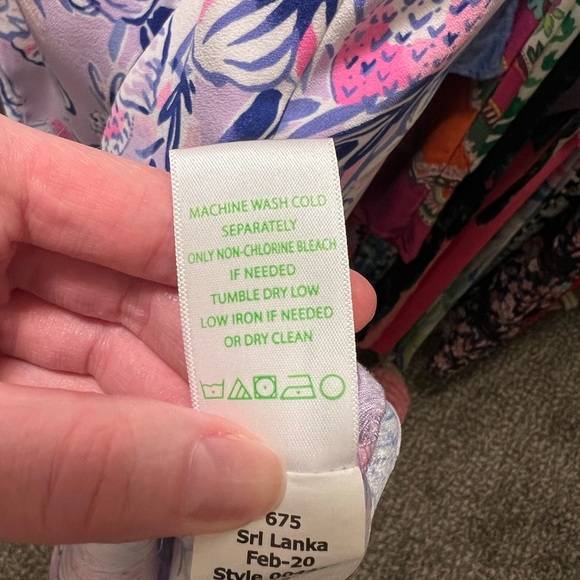 MACHINE WASH COLD
SEPARATELY
ONLY NON-CHLORINE BLEACH
IF NEEDED
TUMBLE DRY LOW
LOW IRON IF NEEDED
OR DRY CLEAN
675
Sri Lanka
Feb-20
Style